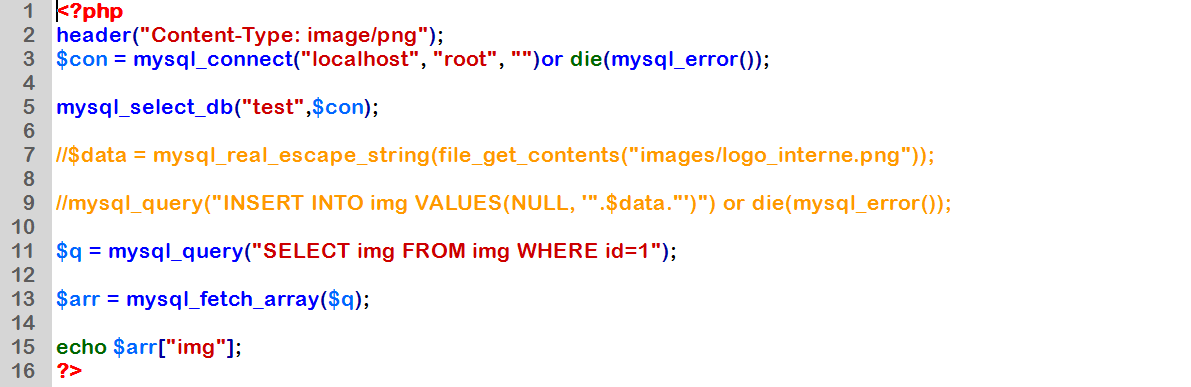 1 <?php
2 header("Content-Type: image/png");
3 $con = mysql_connect("localhost", "root", "")or die(mysql_error());
4
5 mysql_select_db("test",$con);
6
7 //$data = mysql_real_escape_string(file_get_contents("images/logo_interne.png"));
8
9 //mysql_query("INSERT INTO img VALUES(NULL, '".$data."')") or die(mysql_error());
10
11 $q = mysql_query("SELECT img FROM img WHERE id=1");
12
13 $arr = mysql_fetch_array($q);
14
15 echo $arr["img"];
16 ?>